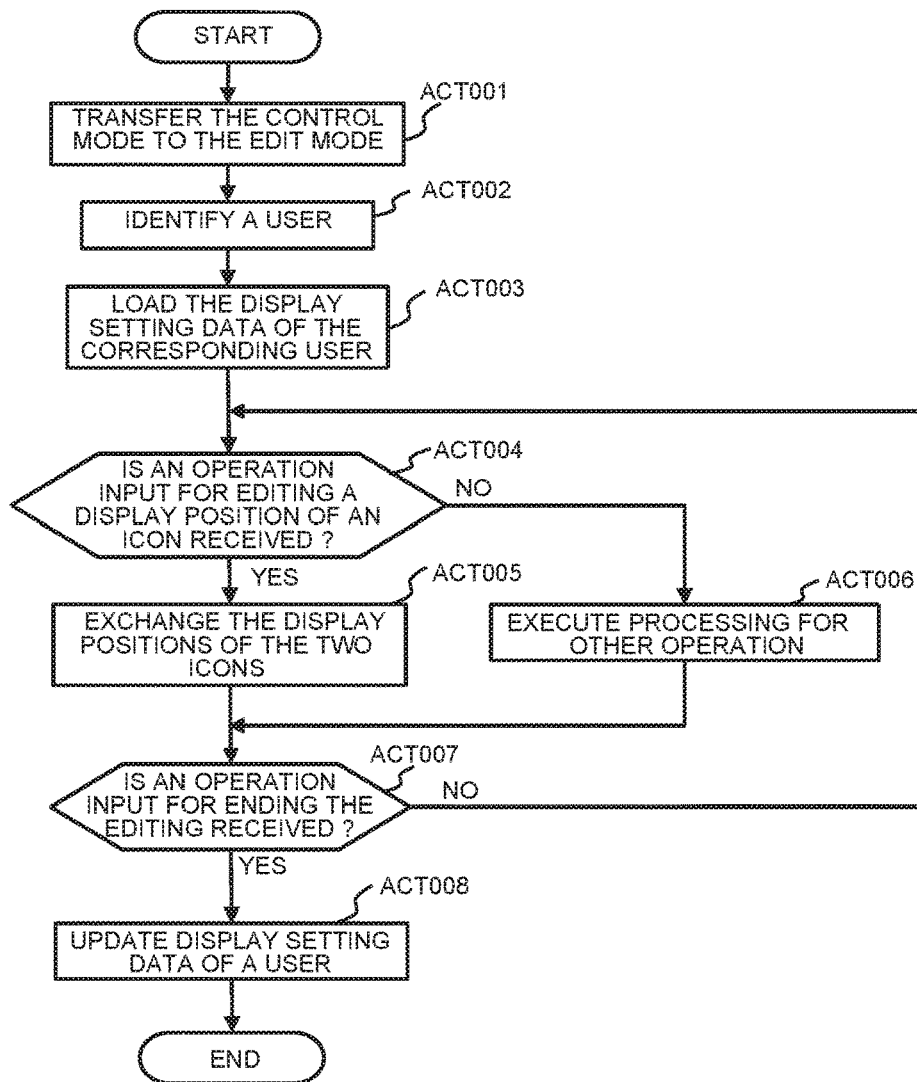 START
ACT001
TRANSFER THE CONTROL
MODE TO THE EDIT MODE
ACT002
IDENTIFY A USER
ACT003
LOAD THE DISPLAY
SETTING DATA OF THE
CORRESPONDING USER
ACT004
IS AN OPERATION
INPUT FOR EDITING A
DISPLAY POSITION OF AN
ICON RECEIVED ?
NO
YES
ACT005
EXCHANGE THE DISPLAY
POSITIONS OF THE TWO
ICONS
ACT006
EXECUTE PROCESSING FOR
OTHER OPERATION
ACT007
IS AN OPERATION
INPUT FOR ENDING THE
EDITING RECEIVED ?
NO
YES
ACT008
UPDATE DISPLAY SETTING
DATA OF A USER
END